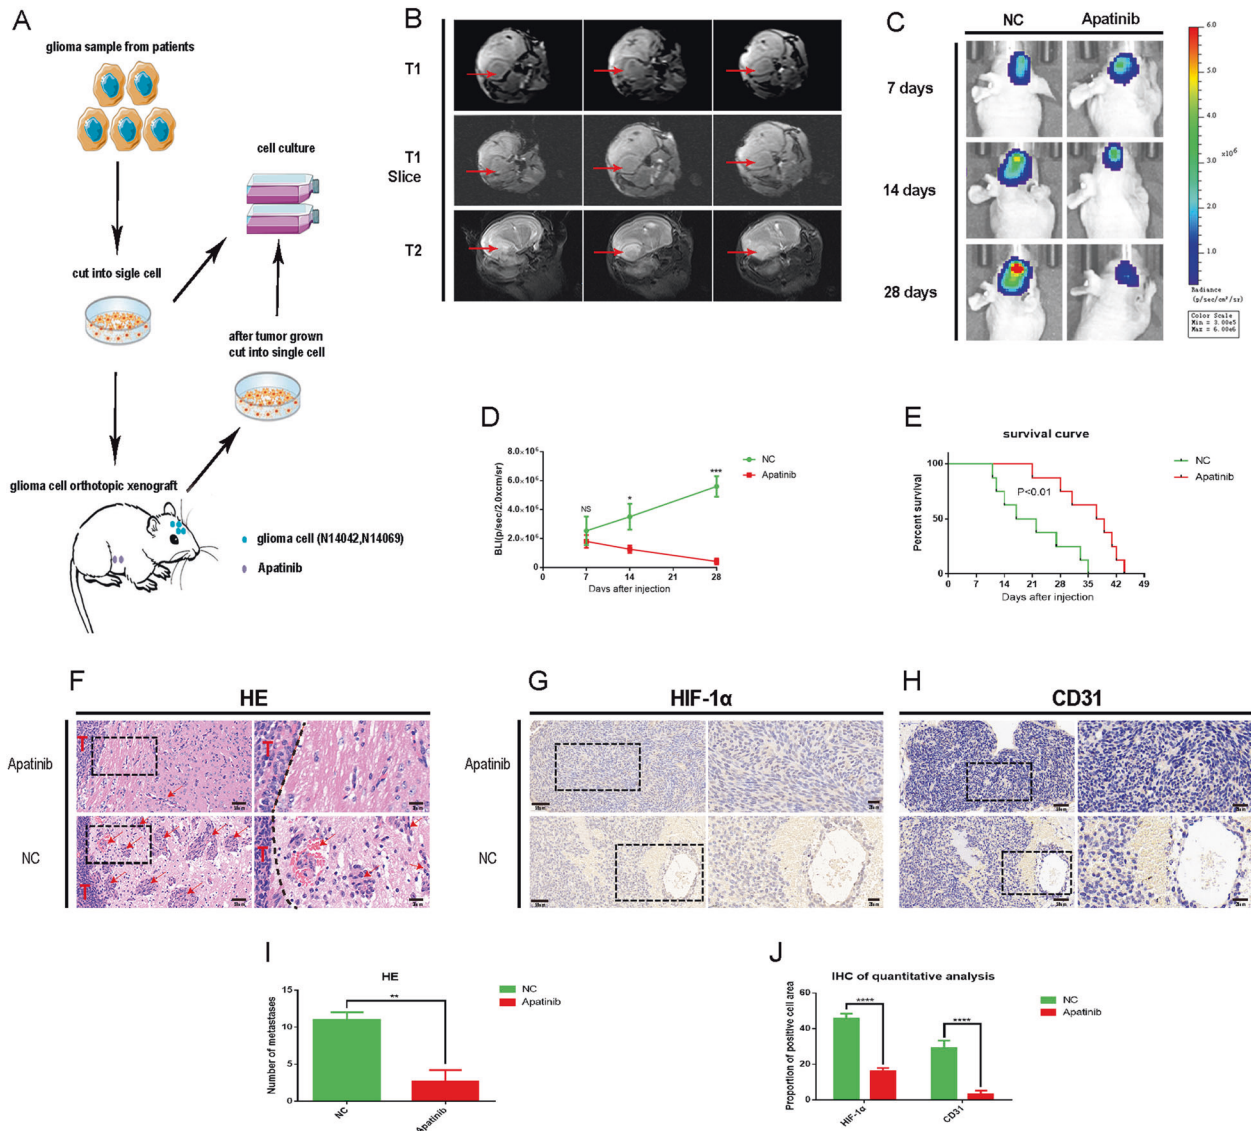 A
glioma sample from patients
cell culture
cut into sigle cell
after tumor grown
cut into single cell
glioma cell orthotopic xenograft
glioma cell (N14042,N14069)
Apatinib
B
T1
T1
Slice
T2
C
NC
Apatinib
7 days
14 days
28 days
6.0
5.0
4.0
3.0
×10⁶
2.0
1.0
Radiance
(p/sec/cm²/sr)
Color Scale
Min = 3.00e5
Max = 6.00e6
D
8.0×10⁶
6.0×10⁶
4.0×10⁶
2.0×10⁶
0
BLI(p/sec/2.0xcm/sr)
NS
*
***
0
7
14
21
28
Days after injection
NC
Apatinib
E
survival curve
100
50
0
Percent survival
P<0.01
0
7
14
21
28
35
42
49
Days after injection
NC
Apatinib
F
HE
Apatinib
NC
T
T
T
T
G
HIF-1α
Apatinib
NC
H
CD31
I
HE
15
10
5
0
Number of metastases
**
NC
Apatinib
NC
Apatinib
J
IHC of quantitative analysis
60
40
20
0
Proportion of positive cell area
****
****
HIF-1α
CD31
NC
Apatinib